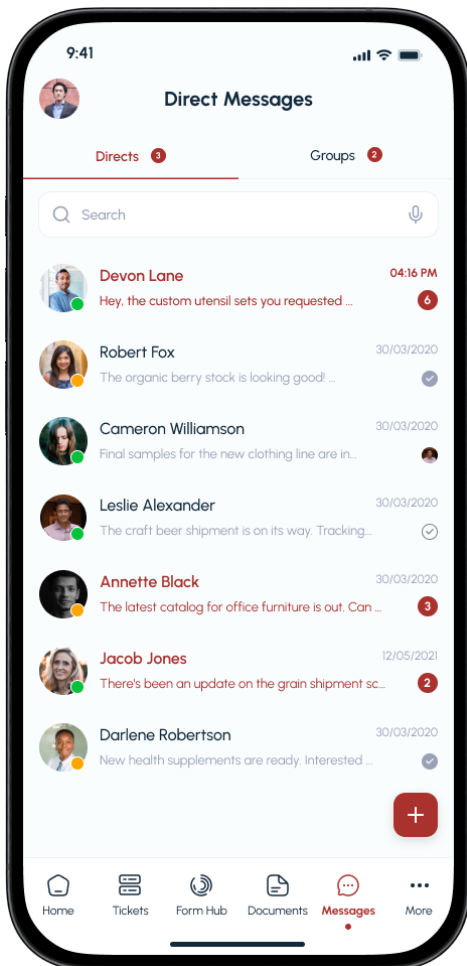 9:41
Direct Messages
Directs 3
Groups 2
Search
Devon Lane 04:16 PM
Hey, the custom utensil sets you requested ... 6
Robert Fox 30/03/2020
The organic berry stock is looking good! ...
Cameron Williamson 30/03/2020
Final samples for the new clothing line are in...
Leslie Alexander 30/03/2020
The craft beer shipment is on its way. Tracking...
Annette Black 30/03/2020
The latest catalog for office furniture is out. Can ... 3
Jacob Jones 12/05/2021
There's been an update on the grain shipment sc... 2
Darlene Robertson 30/03/2020
New health supplements are ready. Interested ...
Home Tickets Form Hub Documents Messages More